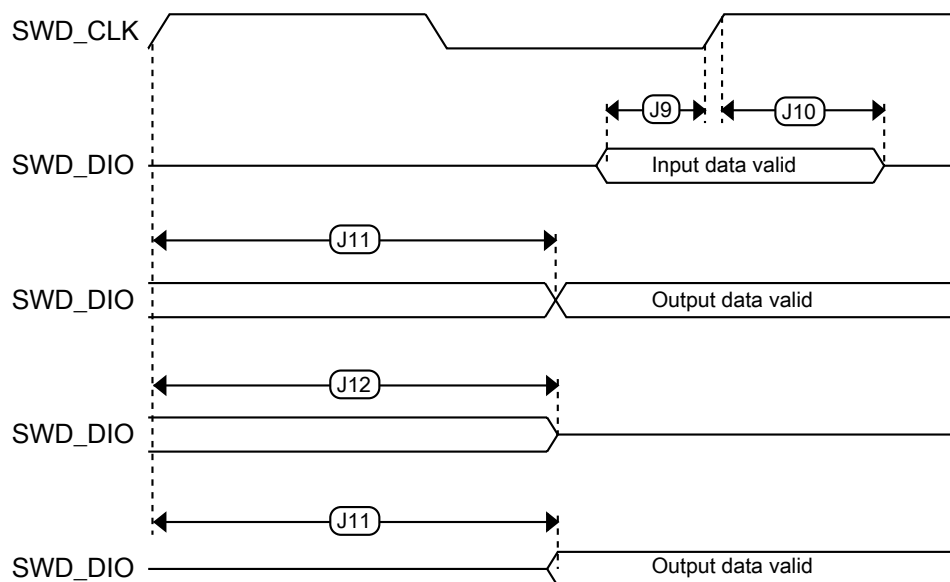 SWD_CLK
J9
J10
SWD_DIO
Input data valid
J11
SWD_DIO
Output data valid
J12
SWD_DIO
J11
SWD_DIO
Output data valid